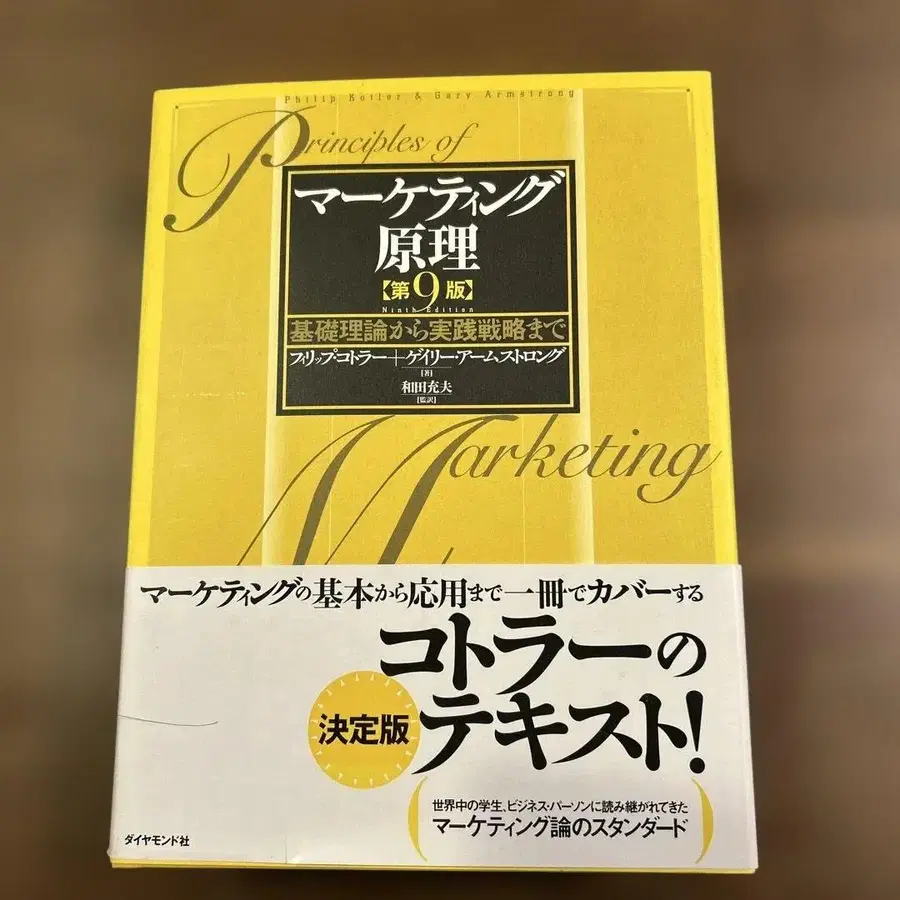 Philip Kotler & Gary Armstrong
Principles of
マーケティング
原理
【第9版】
Ninth Edition
基礎理論から実践戦略まで
フィリップ・コトラー+ゲイリー・アームストロング
[著]
和田充夫
[監訳]
Marketing
マーケティングの基本から応用まで一冊でカバーする
コトラーの
決定版
テキスト!
世界中の学生、ビジネス・パーソンに読み継がれてきた
マーケティング論のスタンダード
ダイヤモンド社